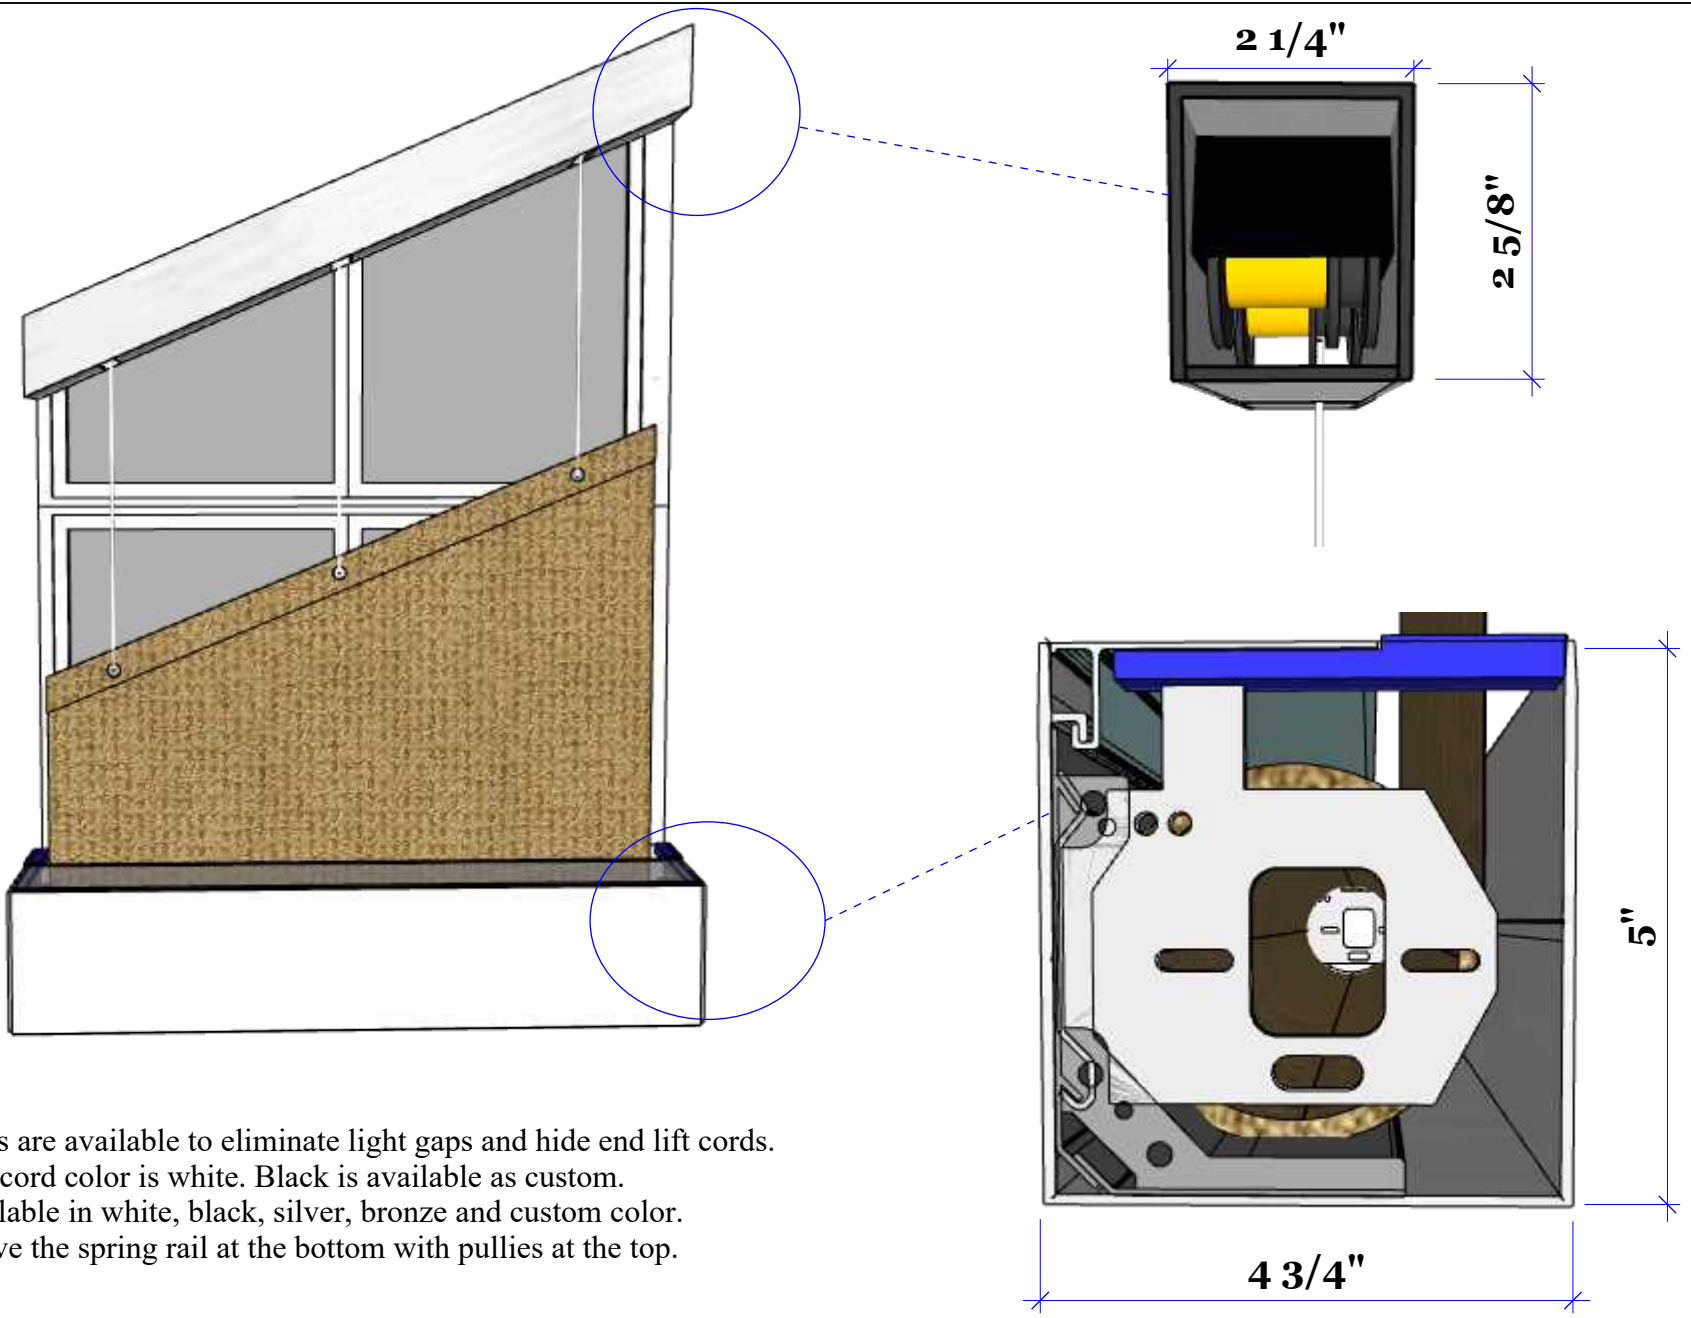 2 1/4"
2 5/8"
5"
4 3/4"
s are available to eliminate light gaps and hide end lift cords.
cord color is white. Black is available as custom.
lable in white, black, silver, bronze and custom color.
ve the spring rail at the bottom with pullies at the top.